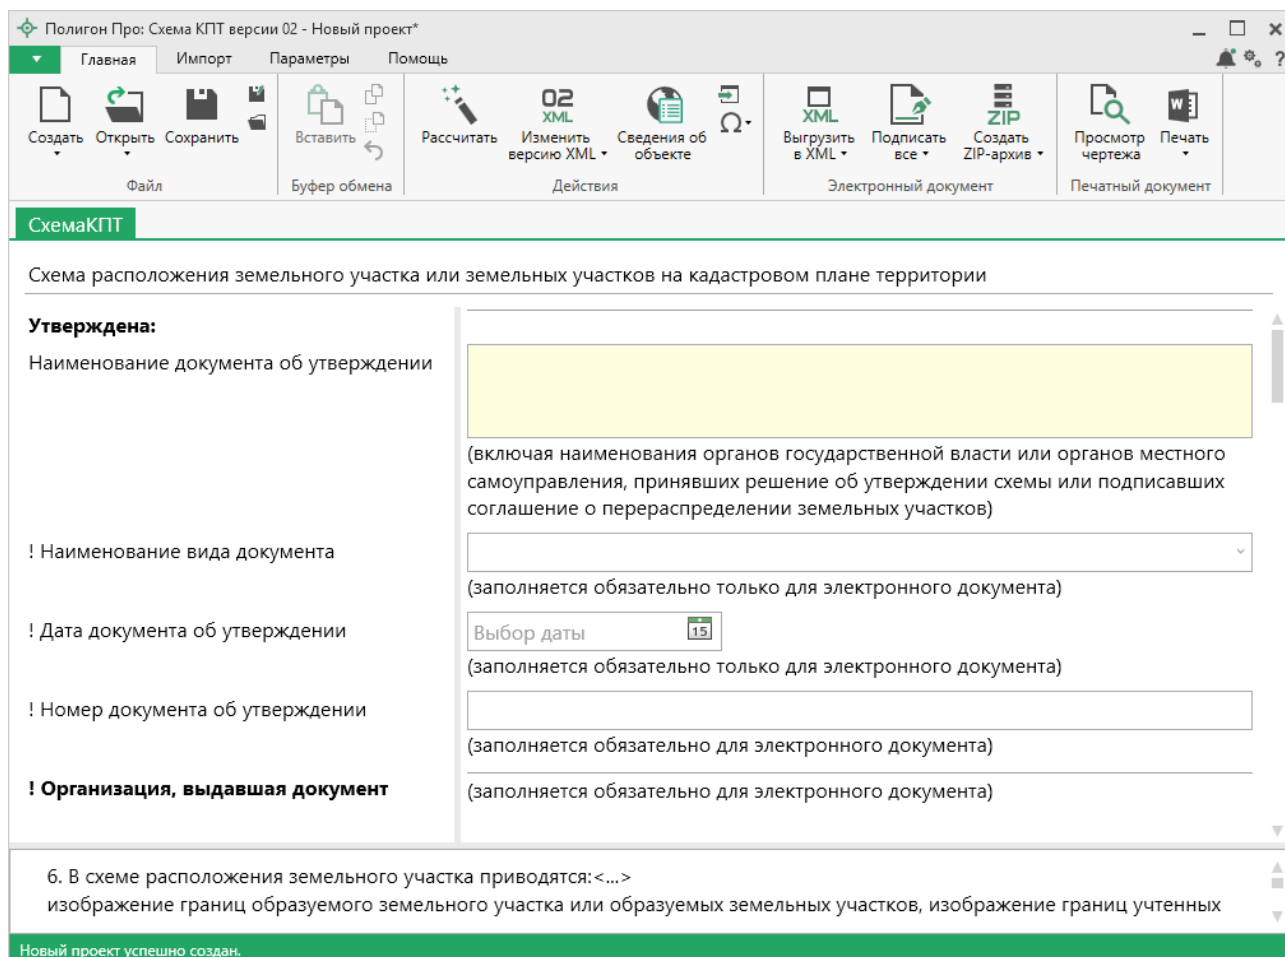 Полигон Про: Схема КПТ версии 02 - Новый проект*
Главная Импорт Параметры Помощь
Создать Открыть Сохранить
Файл
Вставить
Буфер обмена
Рассчитать
02 XML
Изменить
версию XML
Сведения об
объекте
Ω
Действия
XML
Выгрузить
в XML
Подписать
все
ZIP
Создать
ZIP-архив
Электронный документ
Просмотр
чертежа
W
Печать
Печатный документ
СхемаКПТ
Схема расположения земельного участка или земельных участков на кадастровом плане территории
Утверждена:
Наименование документа об утверждении
(включая наименования органов государственной власти или органов местного
самоуправления, принявших решение об утверждении схемы или подписавших
соглашение о перераспределении земельных участков)
! Наименование вида документа
(заполняется обязательно только для электронного документа)
! Дата документа об утверждении
Выбор даты 15
(заполняется обязательно только для электронного документа)
! Номер документа об утверждении
(заполняется обязательно для электронного документа)
! Организация, выдавшая документ
(заполняется обязательно для электронного документа)
6. В схеме расположения земельного участка приводятся:<...>
изображение границ образуемого земельного участка или образуемых земельных участков, изображение границ учтенных
Новый проект успешно создан.